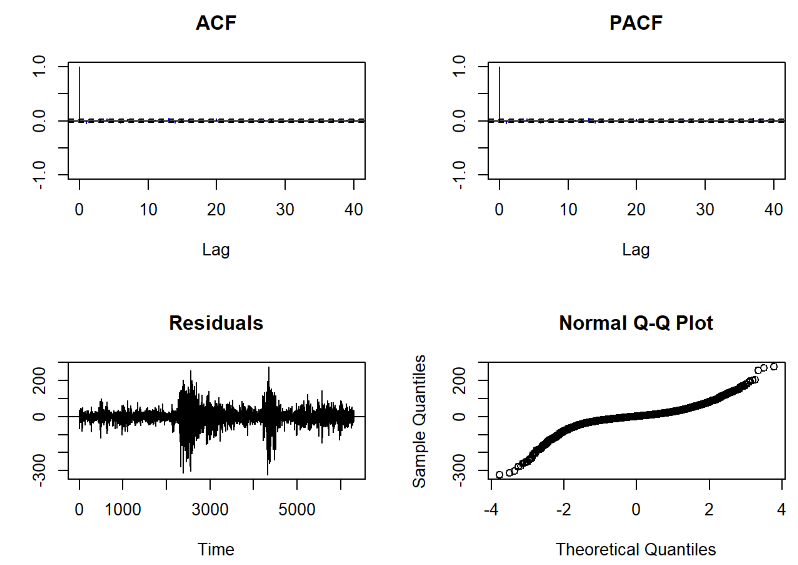 ACF
1.0
0.0
-1.0
0 10 20 30 40
Lag
PACF
1.0
0.0
-1.0
0 10 20 30 40
Lag
Residuals
200
0
-300
0 1000 3000 5000
Time
Normal Q-Q Plot
Sample Quantiles
200
0
-300
-4 -2 0 2 4
Theoretical Quantiles